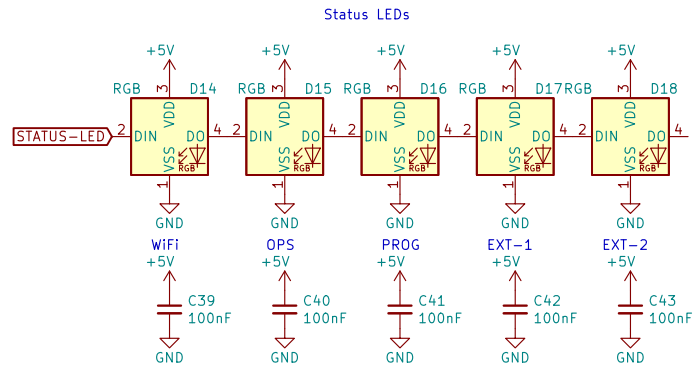 Status LEDs
+5V +5V +5V +5V +5V
RGB D14 RGB D15 RGB D16 RGB D17 RGB D18
3 3 3 3 3
VDD VDD VDD VDD VDD
STATUS-LED 2 DIN DO 4 2 DIN DO 4 2 DIN DO 4 2 DIN DO 4 2 DIN DO 4
VSS RGB VSS RGB VSS RGB VSS RGB VSS RGB
1 1 1 1 1
GND GND GND GND GND
WiFi OPS PROG EXT-1 EXT-2
+5V +5V +5V +5V +5V
C39 C40 C41 C42 C43
100nF 100nF 100nF 100nF 100nF
GND GND GND GND GND